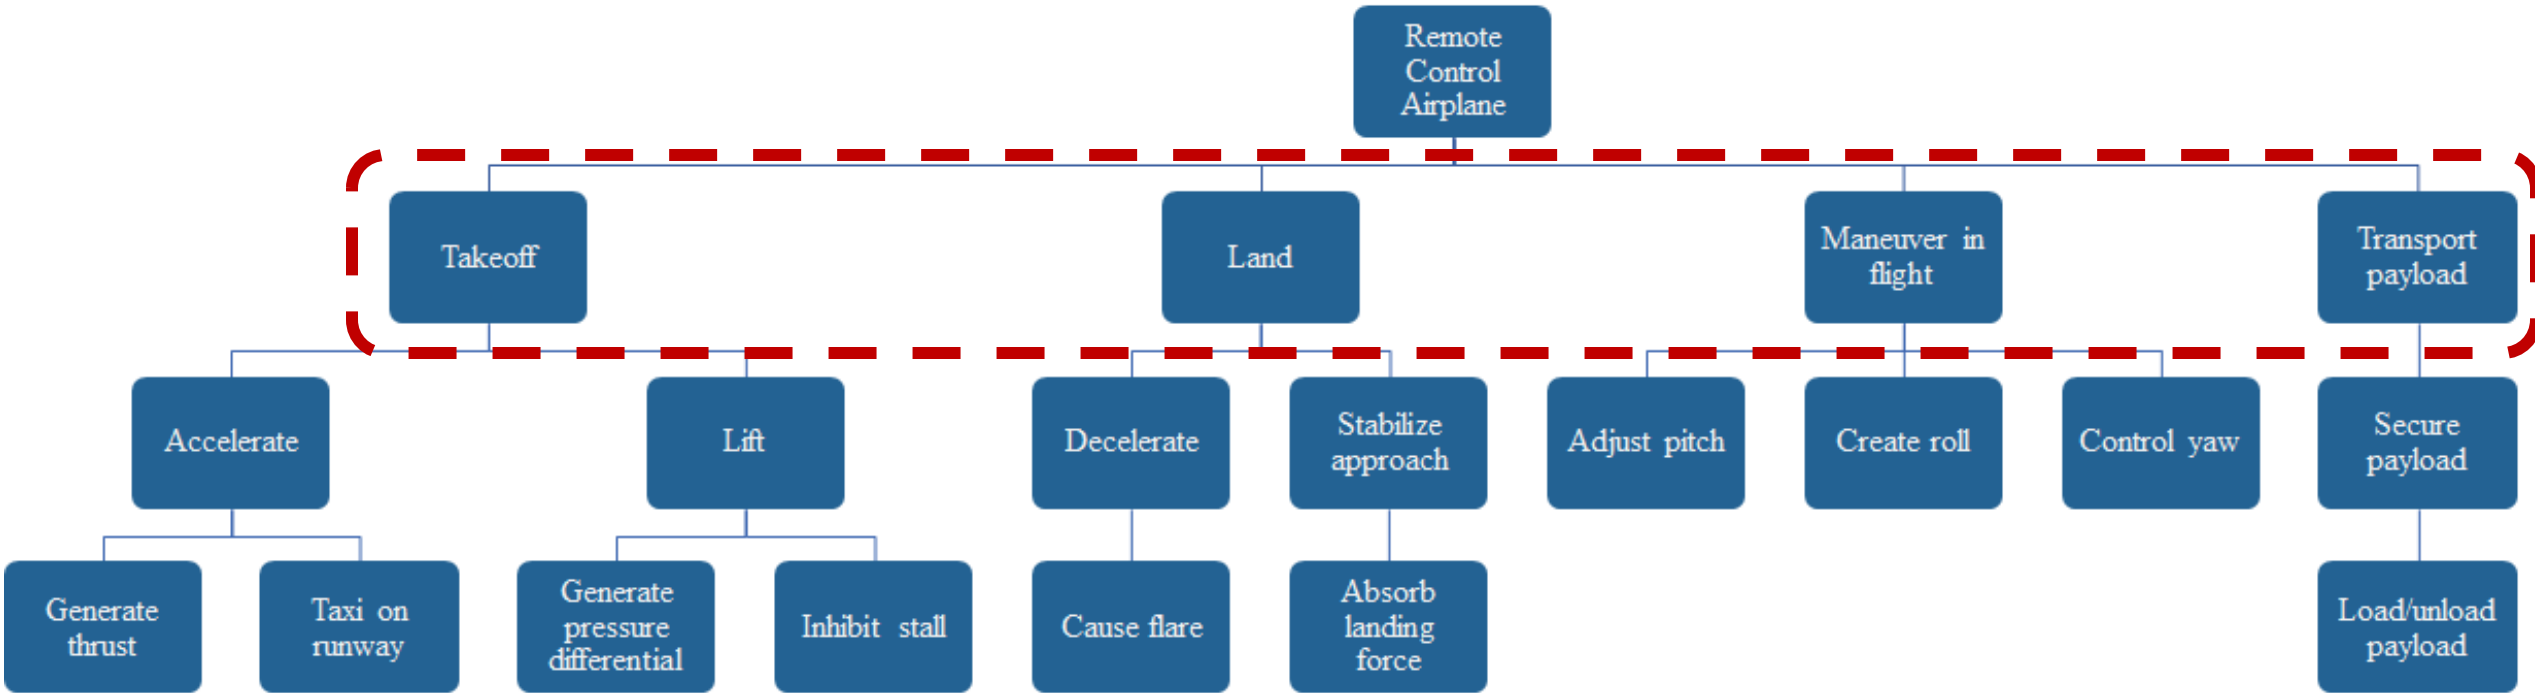 Remote
Control
Airplane
Takeoff
Land
Maneuver in
flight
Transport
payload
Accelerate
Lift
Decelerate
Stabilize
approach
Adjust pitch
Create roll
Control yaw
Secure
payload
Generate
thrust
Taxi on
runway
Generate
pressure
differential
Inhibit stall
Cause flare
Absorb
landing
force
Load/unload
payload